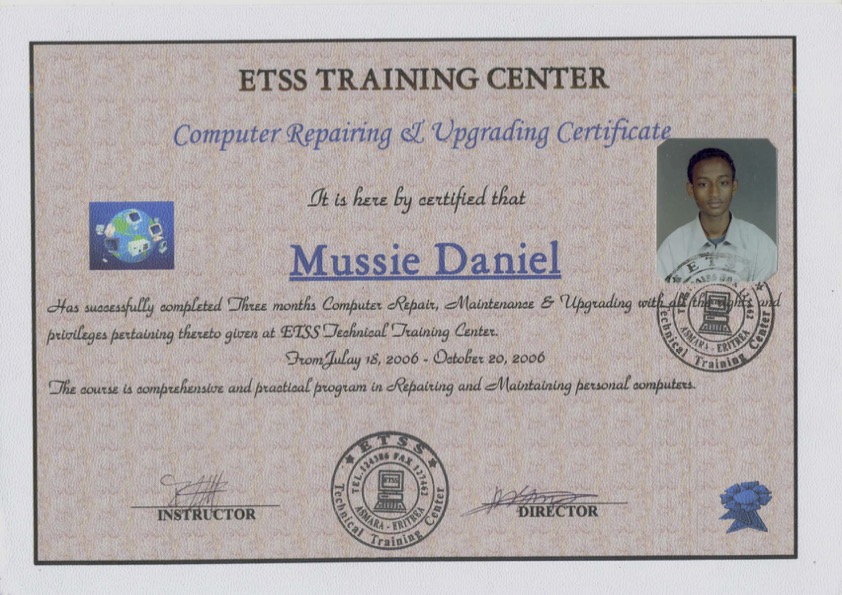 ETSS TRAINING CENTER
Computer Repairing & Upgrading Certificate
It is here by certified that
Mussie Daniel
Has successfully completed Three months Computer Repair, Maintenance & Upgrading with all the rights and
privileges pertaining thereto given at ETSS Technical Training Center.
From Julay 18, 2006 - October 20, 2006
The course is comprehensive and practical program in Repairing and Maintaining personal computers.
ETSS
127462
ASMARA - ERITREA
Technical Training Center
ETSS
TEL.124386 FAX 127462
ETSS
ASMARA - ERITREA
Technical Training Center
INSTRUCTOR
DIRECTOR